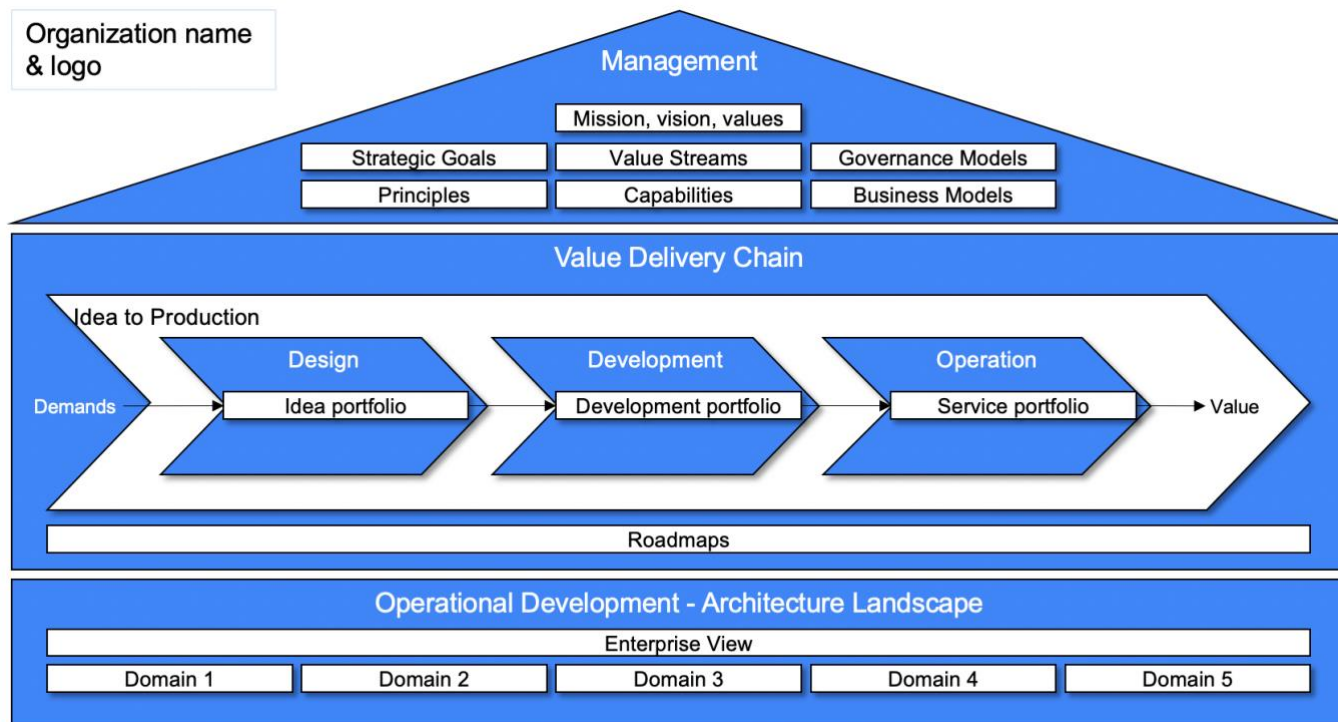 Organization name
& logo
Management
Mission, vision, values
Strategic Goals
Value Streams
Governance Models
Principles
Capabilities
Business Models
Value Delivery Chain
Idea to Production
Design
Development
Operation
Demands
Idea portfolio
Development portfolio
Service portfolio
Value
Roadmaps
Operational Development - Architecture Landscape
Enterprise View
Domain 1
Domain 2
Domain 3
Domain 4
Domain 5